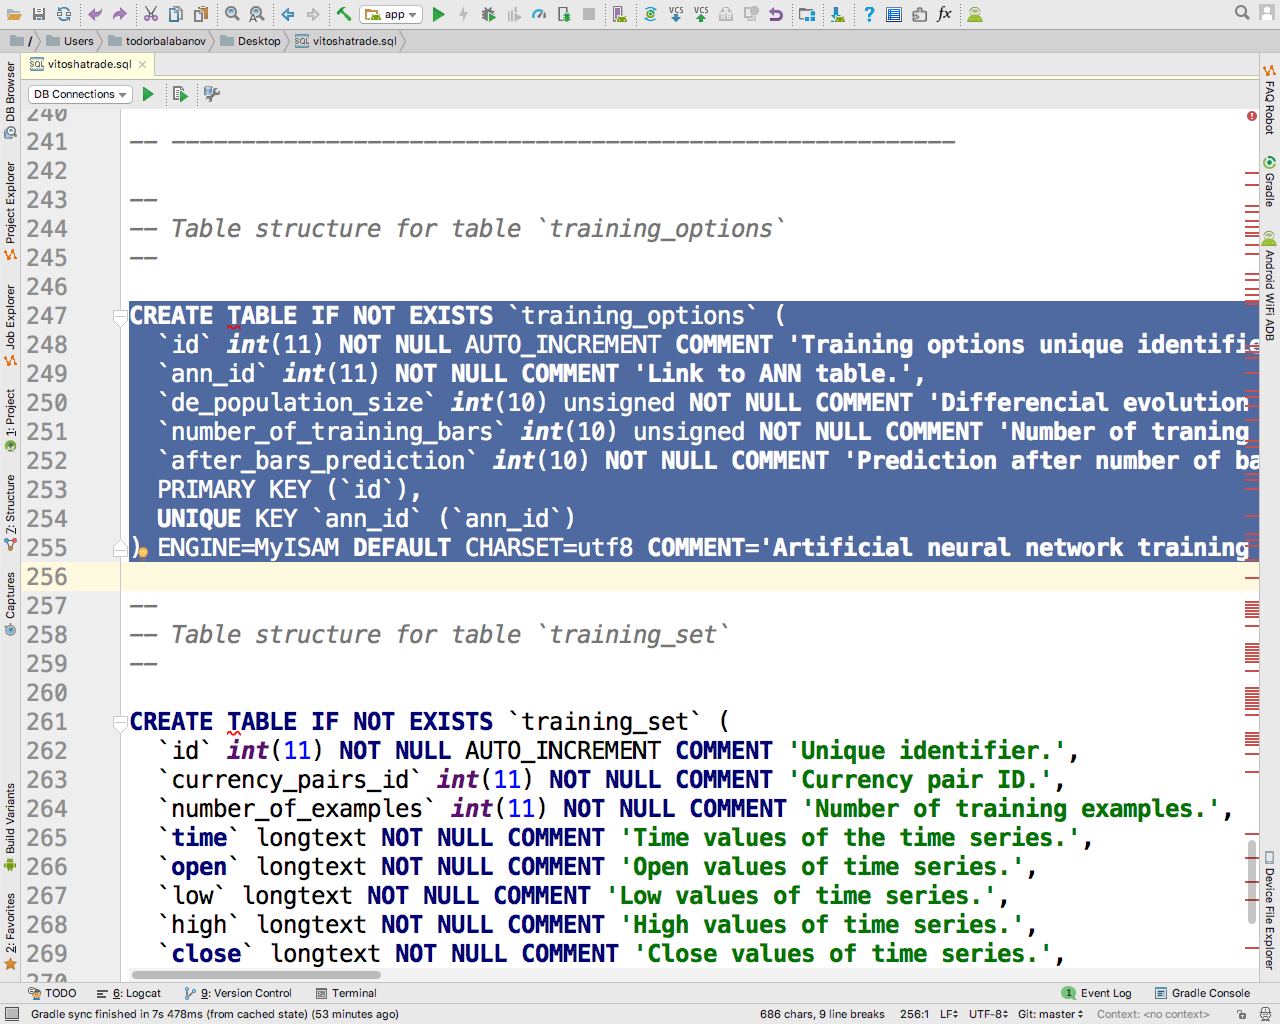 app
/ Users todorbalabanov Desktop vitoshatrade.sql
vitoshatrade.sql
DB Connections
240
241 -- --------------------------------------------------------
242
243 --
244 -- Table structure for table `training_options`
245 --
246
247 CREATE TABLE IF NOT EXISTS `training_options` (
248 `id` int(11) NOT NULL AUTO_INCREMENT COMMENT 'Training options unique identifie
249 `ann_id` int(11) NOT NULL COMMENT 'Link to ANN table.',
250 `de_population_size` int(10) unsigned NOT NULL COMMENT 'Differencial evolution
251 `number_of_training_bars` int(10) unsigned NOT NULL COMMENT 'Number of traning
252 `after_bars_prediction` int(10) NOT NULL COMMENT 'Prediction after number of ba
253 PRIMARY KEY (`id`),
254 UNIQUE KEY `ann_id` (`ann_id`)
255 ) ENGINE=MyISAM DEFAULT CHARSET=utf8 COMMENT='Artificial neural network training
256
257 --
258 -- Table structure for table `training_set`
259 --
260
261 CREATE TABLE IF NOT EXISTS `training_set` (
262 `id` int(11) NOT NULL AUTO_INCREMENT COMMENT 'Unique identifier.',
263 `currency_pairs_id` int(11) NOT NULL COMMENT 'Currency pair ID.',
264 `number_of_examples` int(11) NOT NULL COMMENT 'Number of training examples.',
265 `time` longtext NOT NULL COMMENT 'Time values of the time series.',
266 `open` longtext NOT NULL COMMENT 'Open values of time series.',
267 `low` longtext NOT NULL COMMENT 'Low values of time series.',
268 `high` longtext NOT NULL COMMENT 'High values of time series.',
269 `close` longtext NOT NULL COMMENT 'Close values of time series.',
270
DB Browser
Project Explorer
Job Explorer
1: Project
7: Structure
Captures
Build Variants
2: Favorites
FAQ Robot
Gradle
Android WiFi ADB
Device File Explorer
TODO 6: Logcat 9: Version Control Terminal 1 Event Log Gradle Console
Gradle sync finished in 7s 478ms (from cached state) (53 minutes ago) 686 chars, 9 line breaks 256:1 LF UTF-8 Git: master Context: <no context>